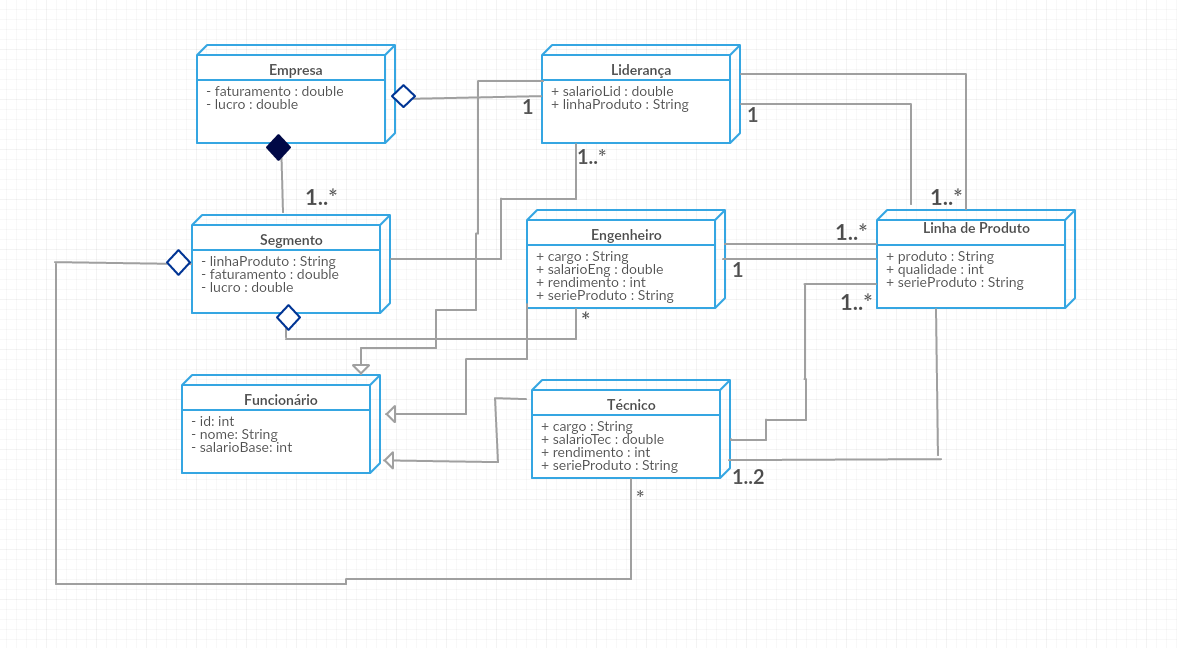 Empresa
- faturamento : double
- lucro : double
Liderança
+ salarioLid : double
+ linhaProduto : String
1
1
1..*
1..*
1..*
Segmento
- linhaProduto : String
- faturamento : double
- lucro : double
Engenheiro
+ cargo : String
+ salarioEng : double
+ rendimento : int
+ serieProduto : String
1..*
1
1..*
*
Linha de Produto
+ produto : String
+ qualidade : int
+ serieProduto : String
Funcionário
- id: int
- nome: String
- salarioBase: int
Técnico
+ cargo : String
+ salarioTec : double
+ rendimento : int
+ serieProduto : String
1..2
*